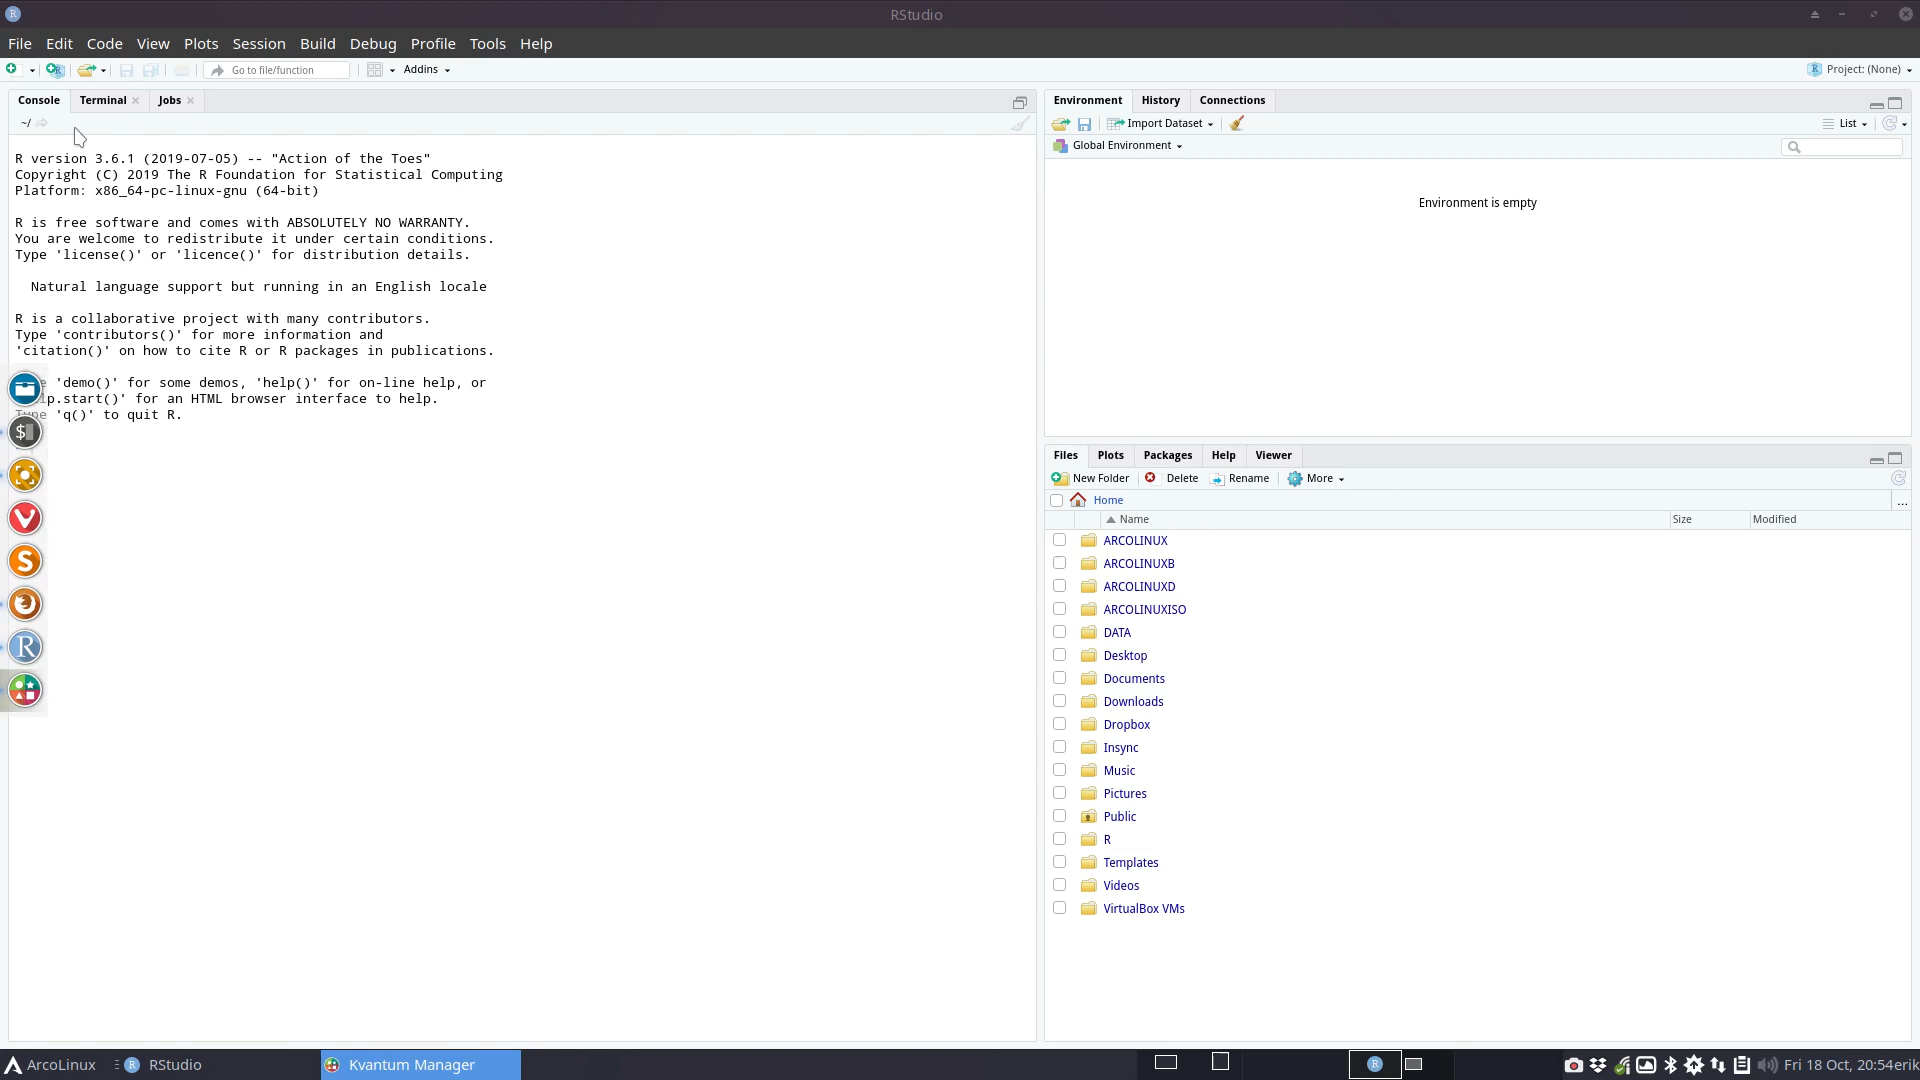 RStudio
File Edit Code View Plots Session Build Debug Profile Tools Help
Go to file/function
Addins
Project: (None)
Console Terminal Jobs
~/
R version 3.6.1 (2019-07-05) -- "Action of the Toes"
Copyright (C) 2019 The R Foundation for Statistical Computing
Platform: x86_64-pc-linux-gnu (64-bit)
R is free software and comes with ABSOLUTELY NO WARRANTY.
You are welcome to redistribute it under certain conditions.
Type 'license()' or 'licence()' for distribution details.
Natural language support but running in an English locale
R is a collaborative project with many contributors.
Type 'contributors()' for more information and
'citation()' on how to cite R or R packages in publications.
'demo()' for some demos, 'help()' for on-line help, or
for an HTML browser interface to help.
Type 'q()' to quit R.
Environment History Connections
Import Dataset
List
Global Environment
Environment is empty
Files Plots Packages Help Viewer
New Folder Delete Rename More
Home
...
Name Size Modified
ARCOLINUX
ARCOLINUXB
ARCOLINUXD
ARCOLINUXISO
DATA
Desktop
Documents
Downloads
Dropbox
Insync
Music
Pictures
Public
R
Templates
Videos
VirtualBox VMs
ArcoLinux RStudio Kvantum Manager Fri 18 Oct, 20:54erik